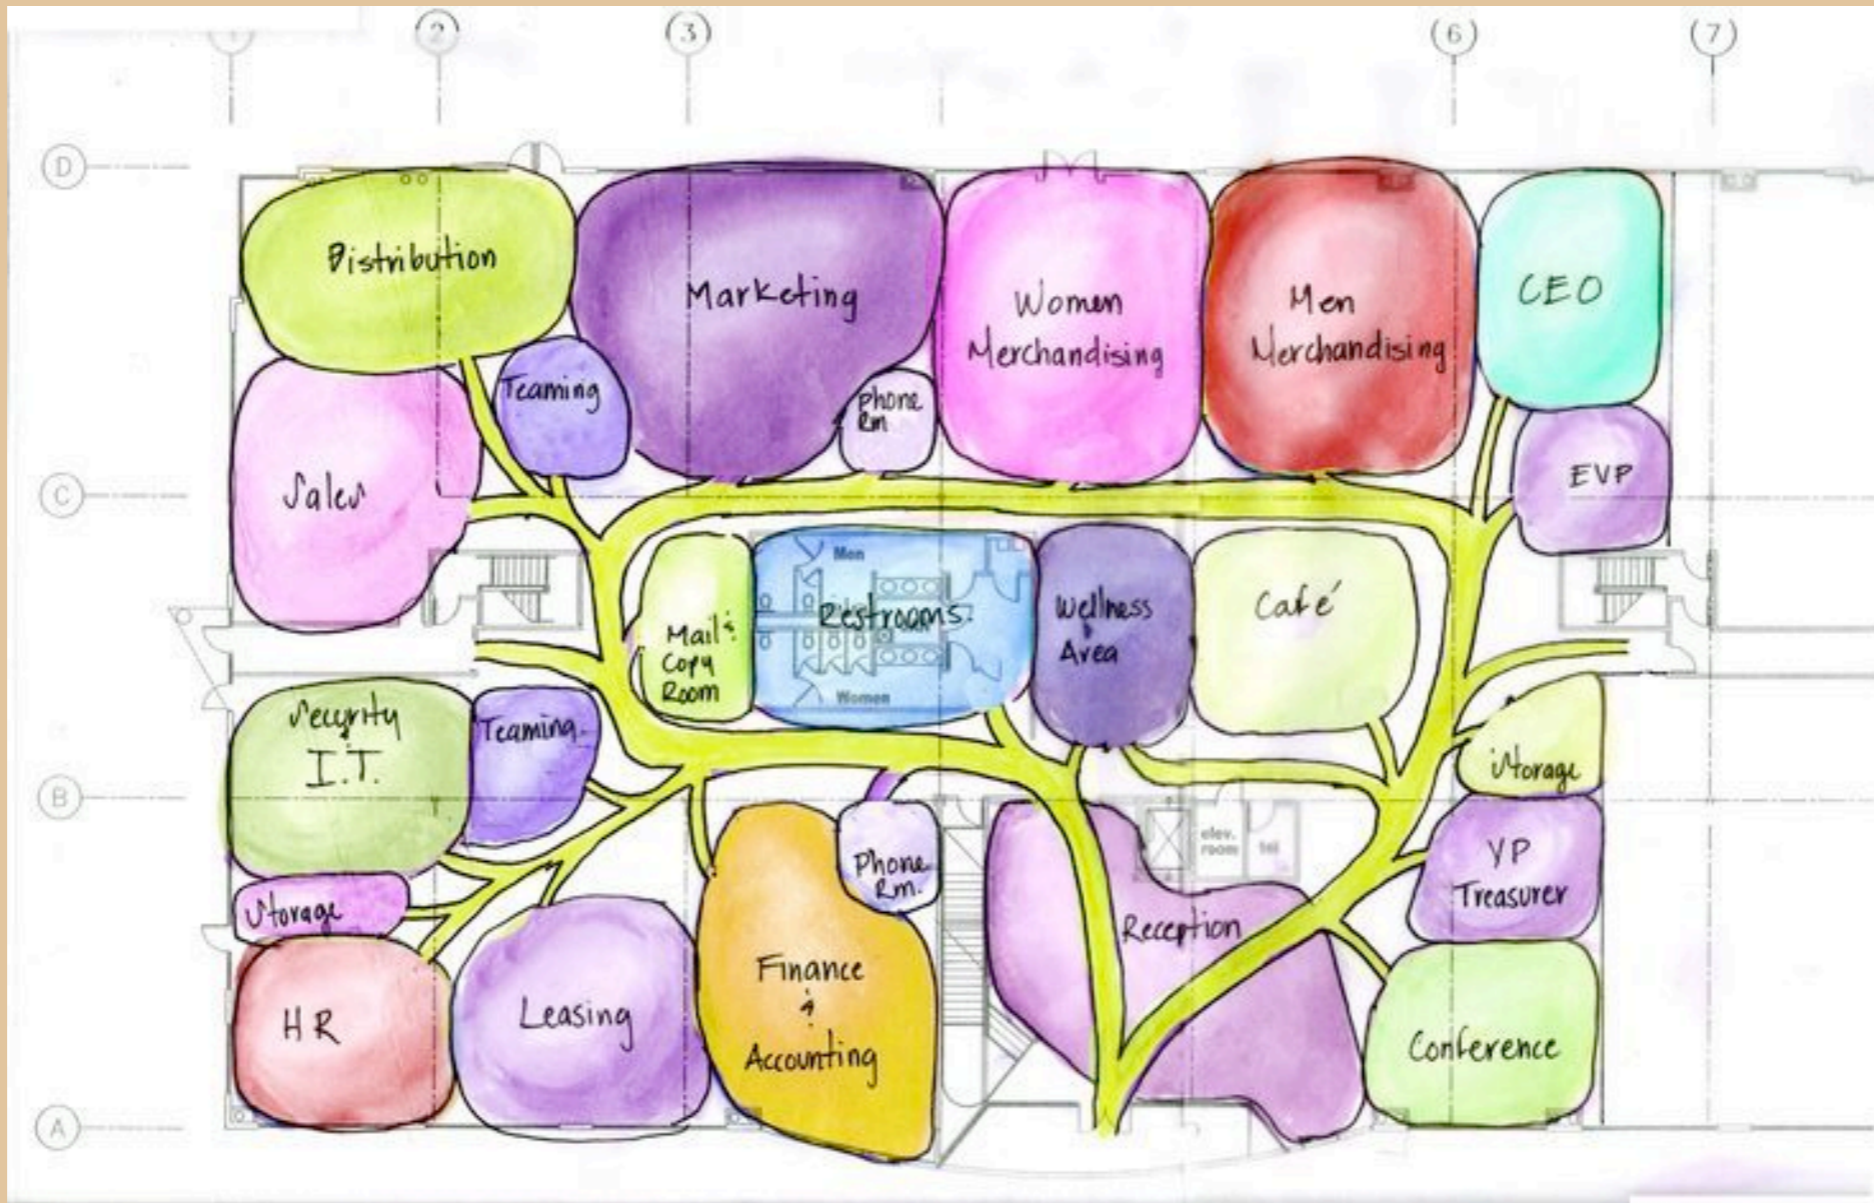 2
3
6
7
D
Distribution
Marketing
Women
Merchandising
Men
Merchandising
CEO
Teaming
Phone
Rm
Sales
C
EVP
Men
Mail &
Copy
Room
Restrooms
Women
Wellness
Area
Café
Security
I.T.
Teaming
Storage
B
elev.
room
tel
Phone
Rm.
VP
Treasurer
Storage
Reception
HR
Leasing
Finance
&
Accounting
Conference
A